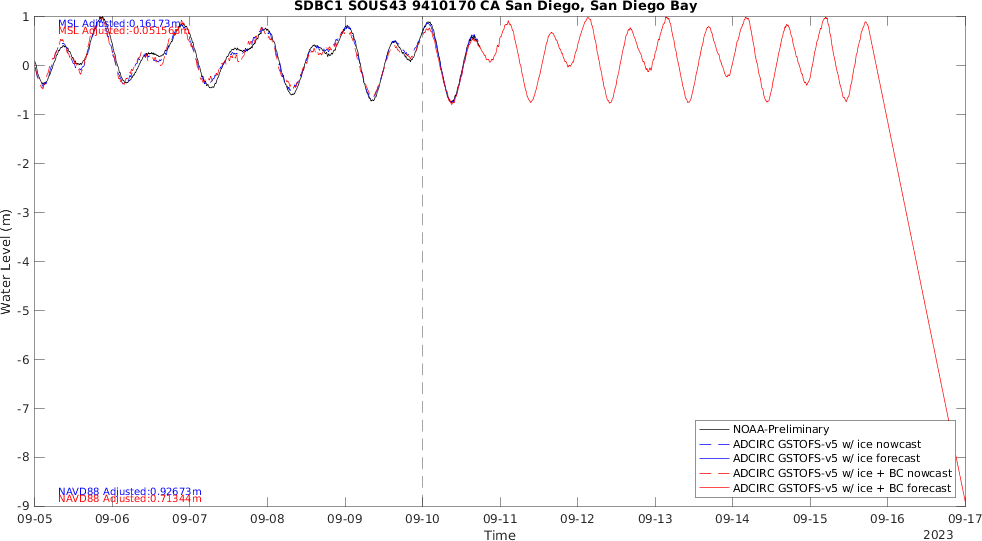 SDBC1 SOUS43 9410170 CA San Diego, San Diego Bay
MSL Adjusted:0.16173m
MSL Adjusted:-0.05156m
1
0
-1
-2
-3
-4
-5
-6
-7
-8
-9
Water Level (m)
NOAA-Preliminary
ADCIRC GSTOFS-v5 w/ ice nowcast
ADCIRC GSTOFS-v5 w/ ice forecast
ADCIRC GSTOFS-v5 w/ ice + BC nowcast
ADCIRC GSTOFS-v5 w/ ice + BC forecast
NAVD88 Adjusted:0.92673m
NAVD88 Adjusted:0.71344m
09-05 09-06 09-07 09-08 09-09 09-10 09-11 09-12 09-13 09-14 09-15 09-16 09-17
Time
2023